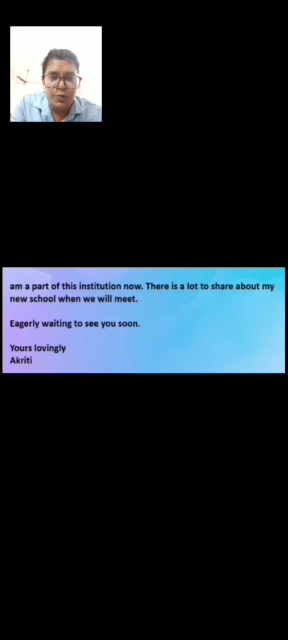 am a part of this institution now. There is a lot to share about my
new school when we will meet.
Eagerly waiting to see you soon.
Yours lovingly
Akriti